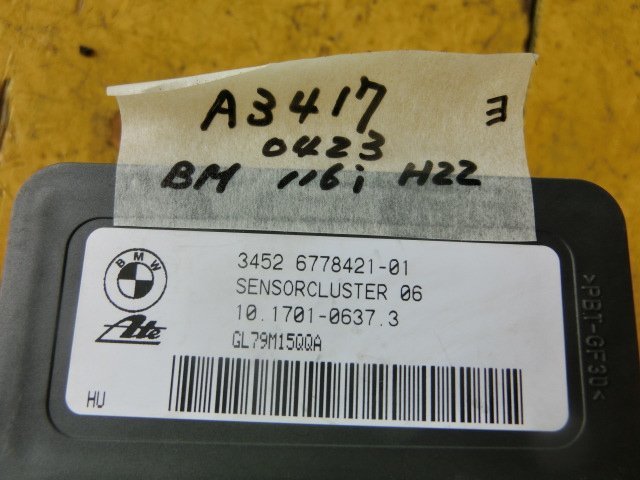 A3417 ヨ
0423
BM 116i H22
BMW
3452 6778421-01
SENSORCLUSTER 06
Ate
10.1701-0637.3
GL79M15QQA
HU
>PBT-GF30<